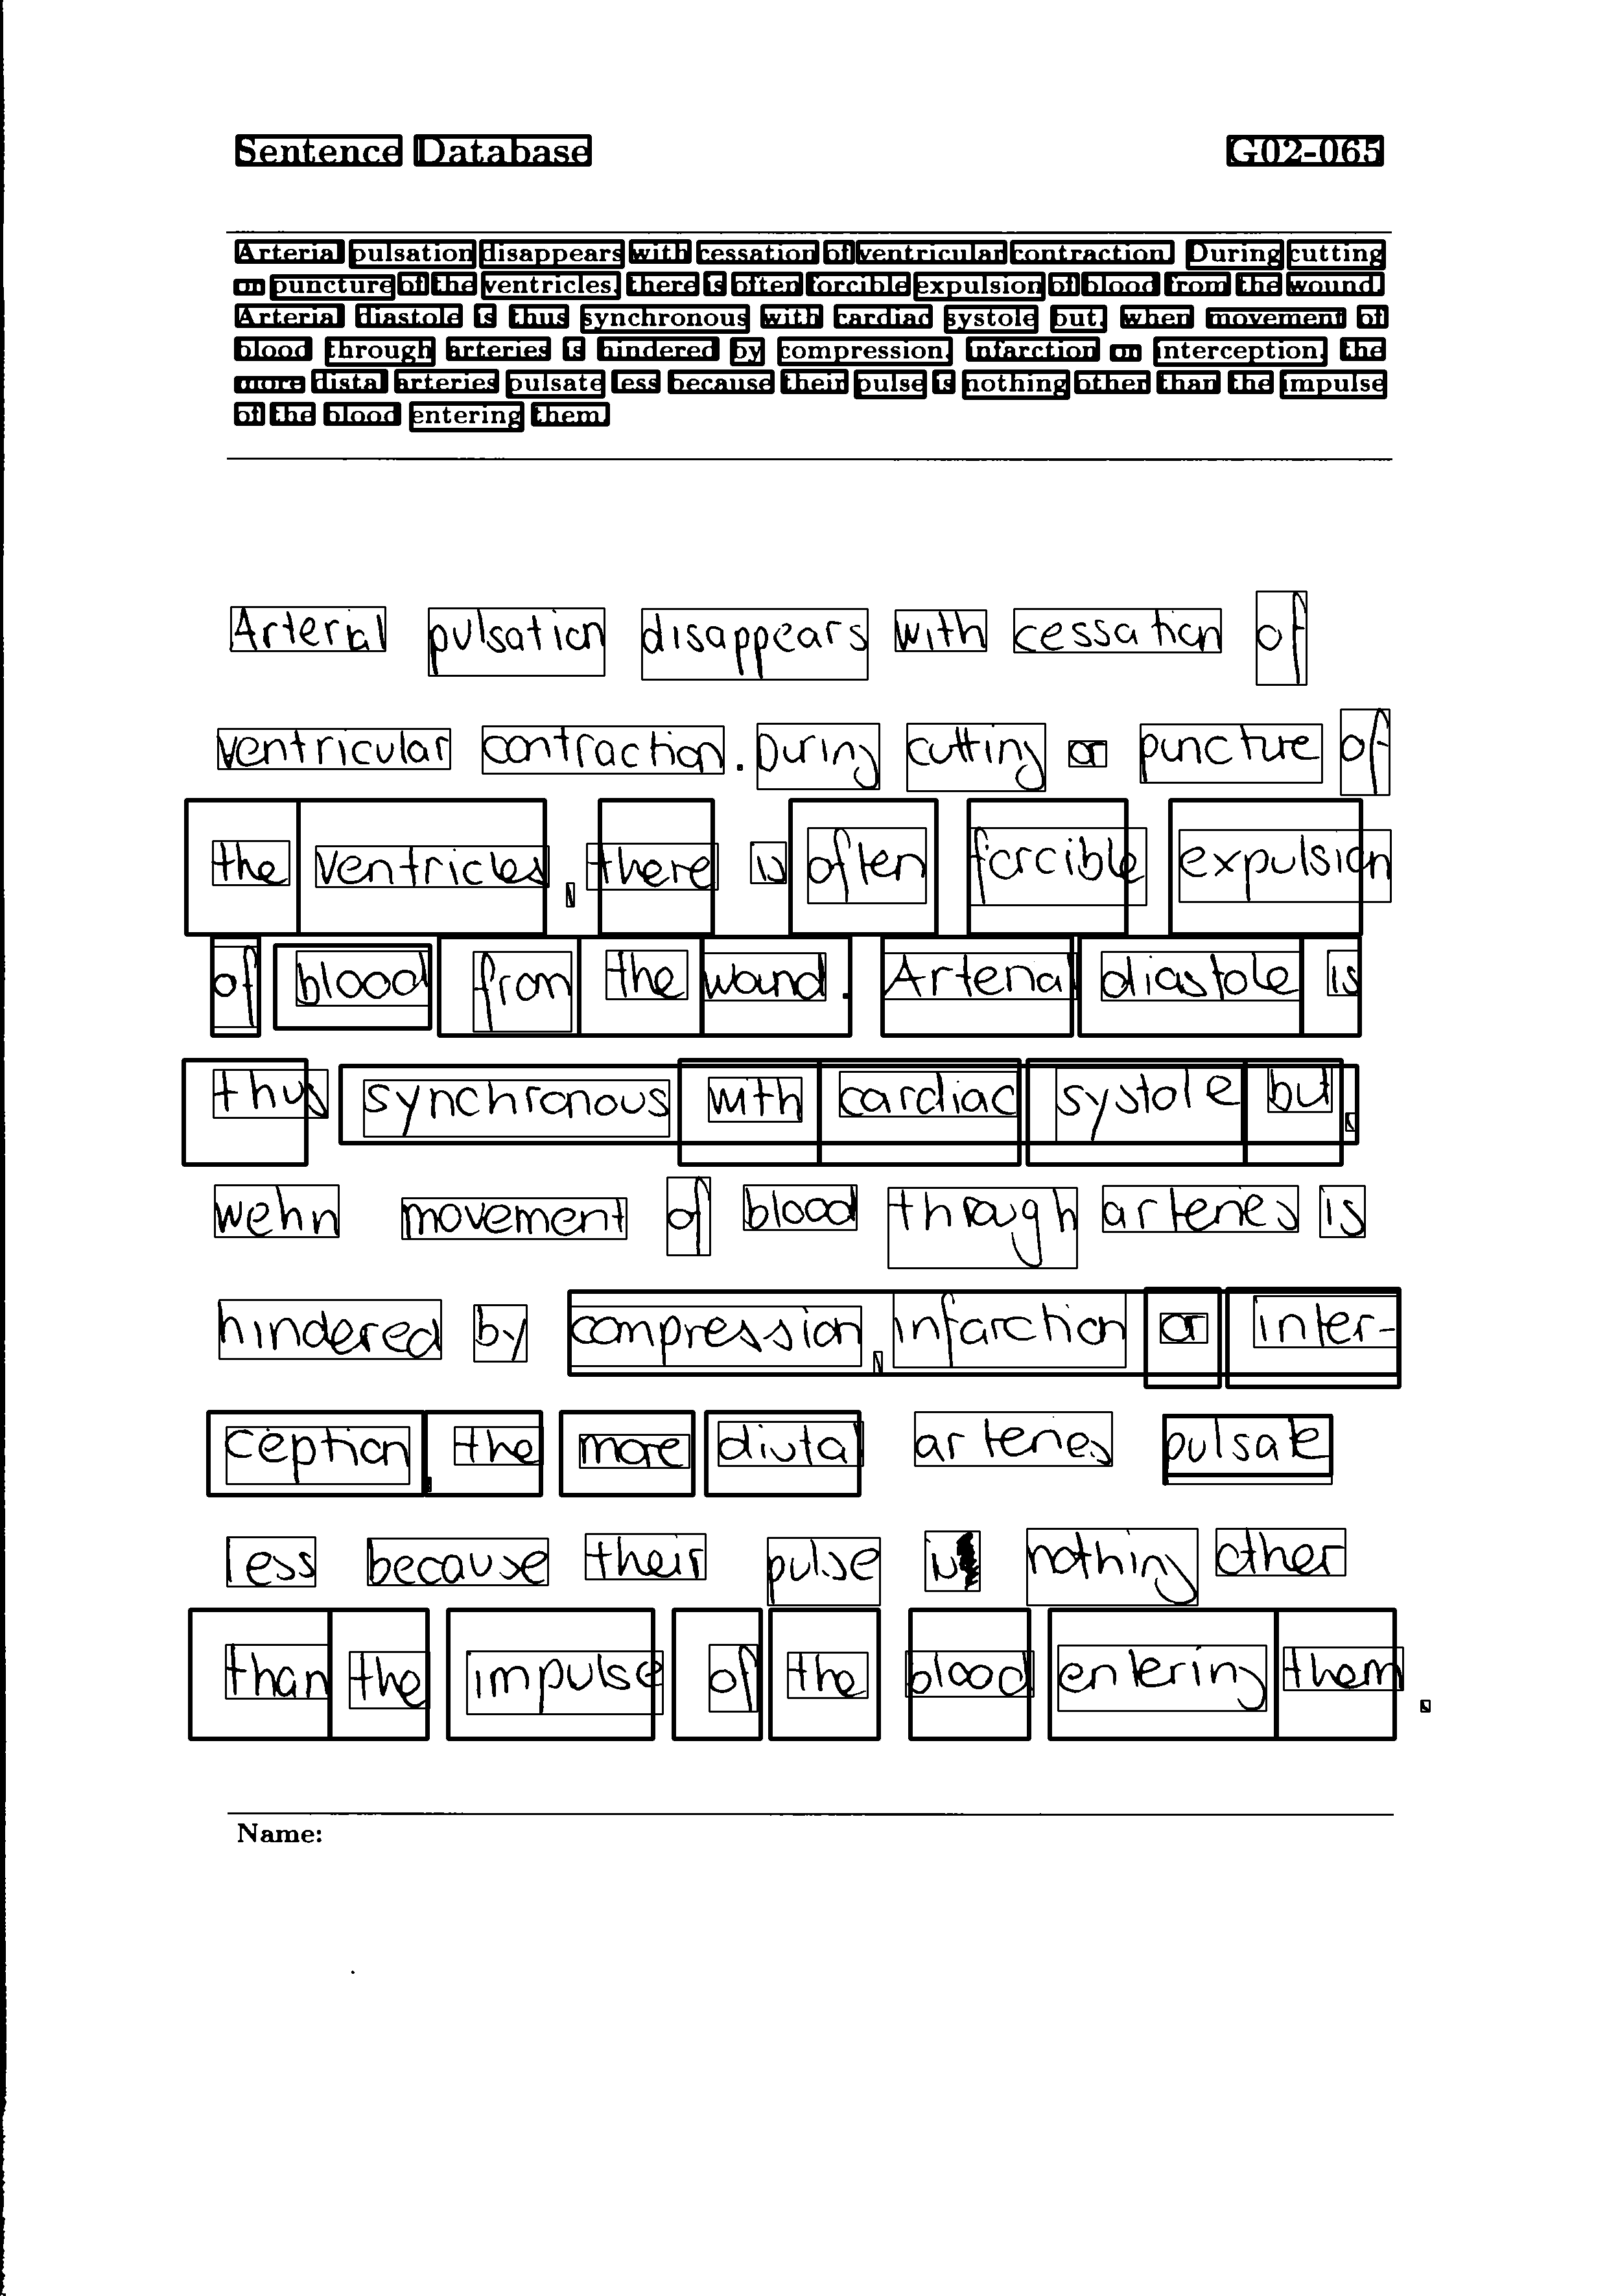 Sentence Database G02-065
Arterial pulsation disappears with cessation of ventricular contraction. During cutting
or puncture of the ventricles, there is often forcible expulsion of blood from the wound.
Arterial diastole is thus synchronous with cardiac systole but, when movement of
blood through arteries is hindered by compression, infarction or interception, the
more distal arteries pulsate less because their pulse is nothing other than the impulse
of the blood entering them.
Arterial pulsation disappears with cessation of
ventricular contraction. During cutting or puncture of
the ventricles, there is often forcible expulsion
of blood from the wound. Arterial diastole is
thus synchronous with cardiac systole but,
wehn movement of blood through arteries is
hindered by compression, infarction or inter-
ception, the more distal arteries pulsate
less because their pulse is nothing other
than the impulse of the blood entering them.
Name: